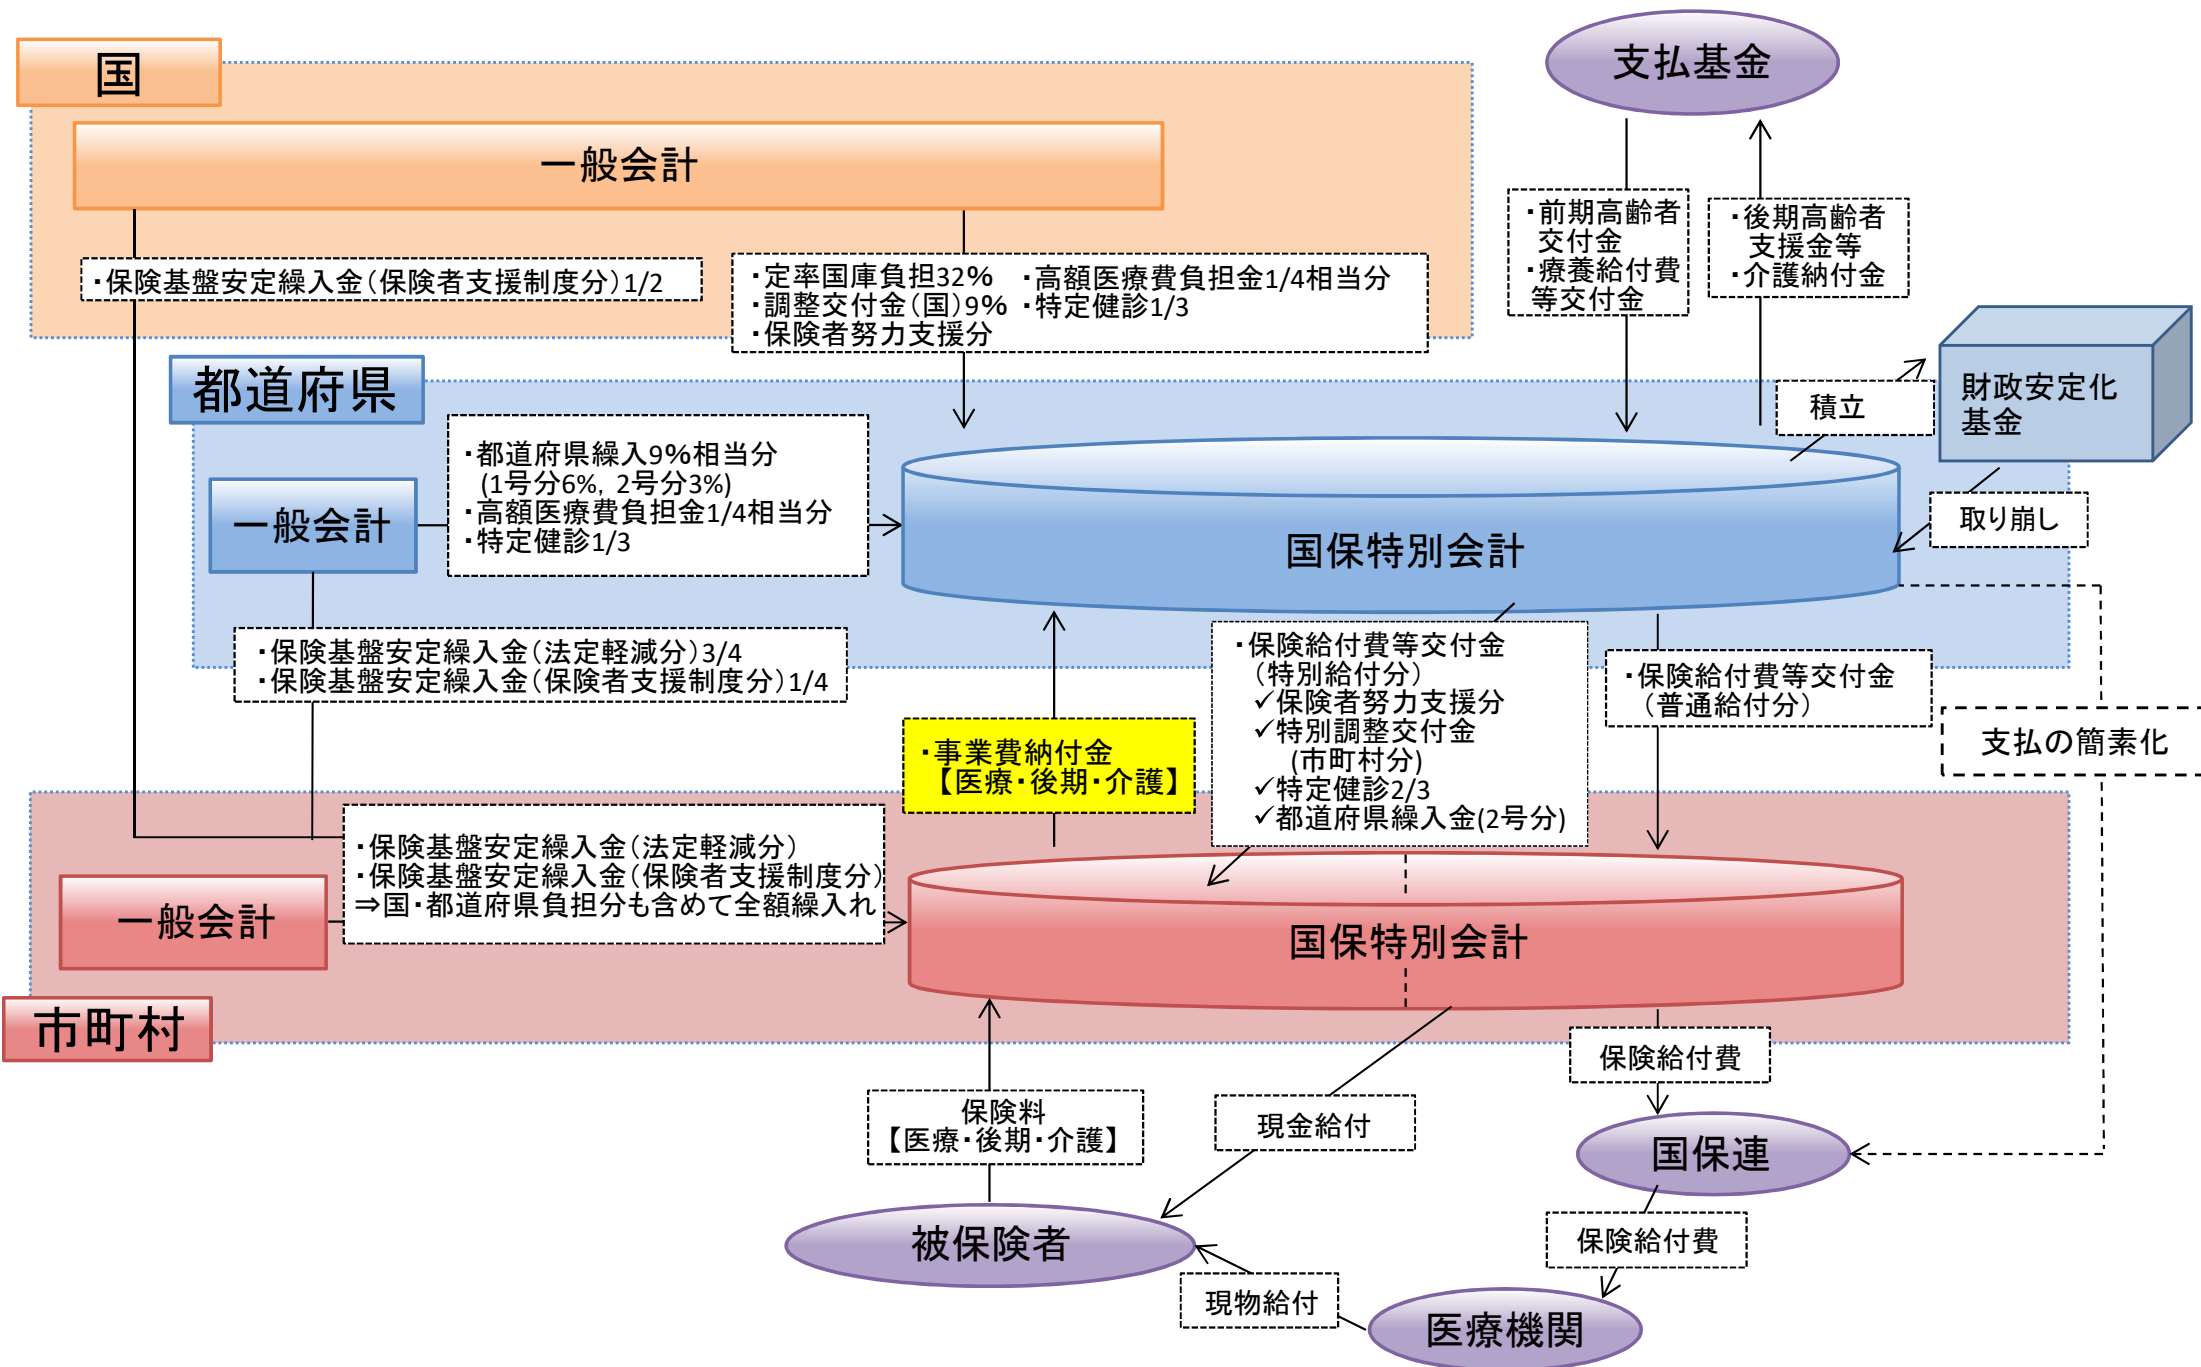 国
一般会計
・保険基盤安定繰入金(保険者支援制度分)1/2
・定率国庫負担32%
・調整交付金(国)9%
・保険者努力支援分
・高額医療費負担金1/4相当分
・特定健診1/3
支払基金
・前期高齢者
交付金
・療養給付費
等交付金
・後期高齢者
支援金等
・介護納付金
都道府県
一般会計
・都道府県繰入9%相当分
(1号分6%, 2号分3%)
・高額医療費負担金1/4相当分
・特定健診1/3
国保特別会計
積立
財政安定化
基金
取り崩し
・保険基盤安定繰入金(法定軽減分)3/4
・保険基盤安定繰入金(保険者支援制度分)1/4
・事業費納付金
【医療・後期・介護】
・保険給付費等交付金
(特別給付分)
✓保険者努力支援分
✓特別調整交付金
(市町村分)
✓特定健診2/3
✓都道府県繰入金(2号分)
・保険給付費等交付金
(普通給付分)
支払の簡素化
市町村
一般会計
・保険基盤安定繰入金(法定軽減分)
・保険基盤安定繰入金(保険者支援制度分)
⇒国・都道府県負担分も含めて全額繰入れ
国保特別会計
保険料
【医療・後期・介護】
現金給付
保険給付費
国保連
保険給付費
被保険者
現物給付
医療機関